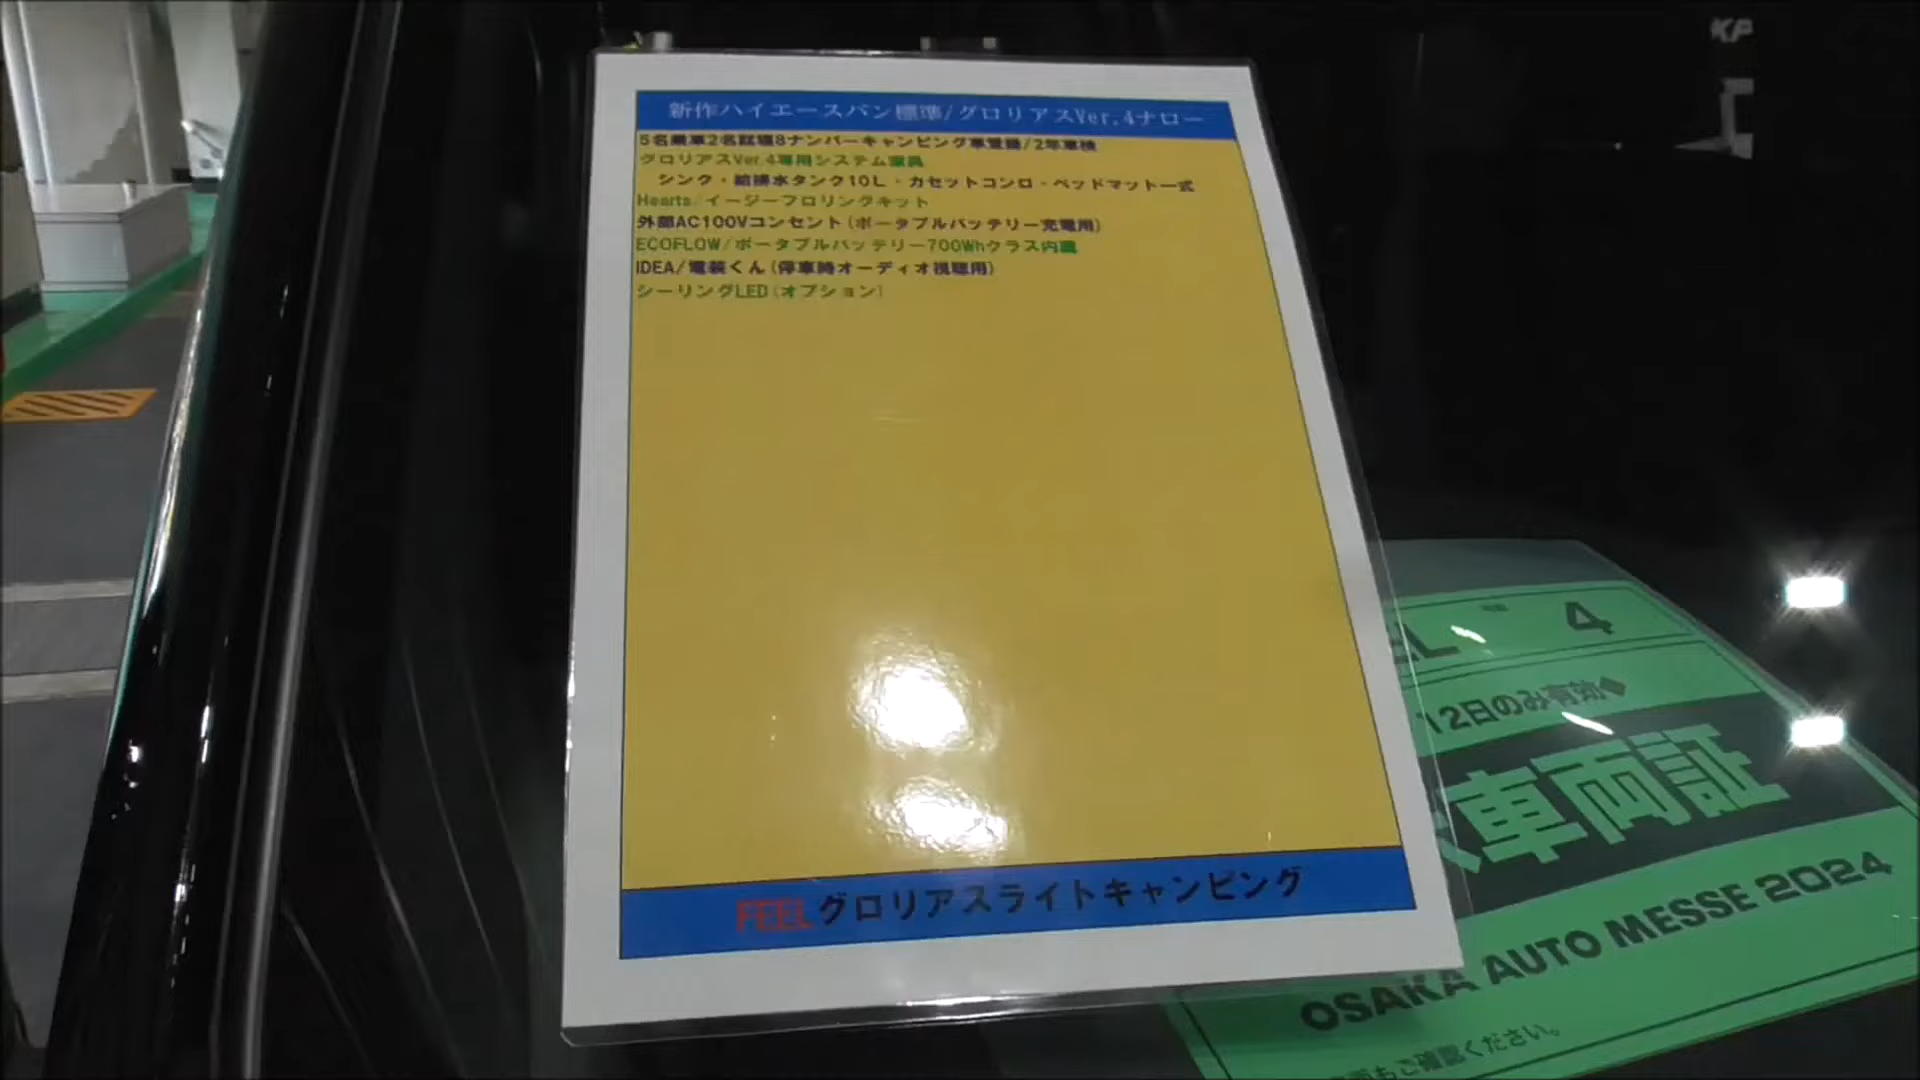 新作ハイエースバン標準/グロリアスVer.4ナロー
5名乗車2名就寝8ナンバーキャンピング車登録/2年車検
グロリアスVer.4専用システム家具
シンク・給排水タンク10L・カセットコンロ・ベッドマット一式
Hearts/イージーフロリングキット
外部AC100Vコンセント(ポータブルバッテリー充電用)
ECOFLOW/ポータブルバッテリー700Whクラス内蔵
IDEA/電装くん(停車時オーディオ視聴用)
シーリングLED(オプション)
FEELグロリアスライトキャンピング
4
12日のみ有効◆
車両証
OSAKA AUTO MESSE 2024
もご確認ください。